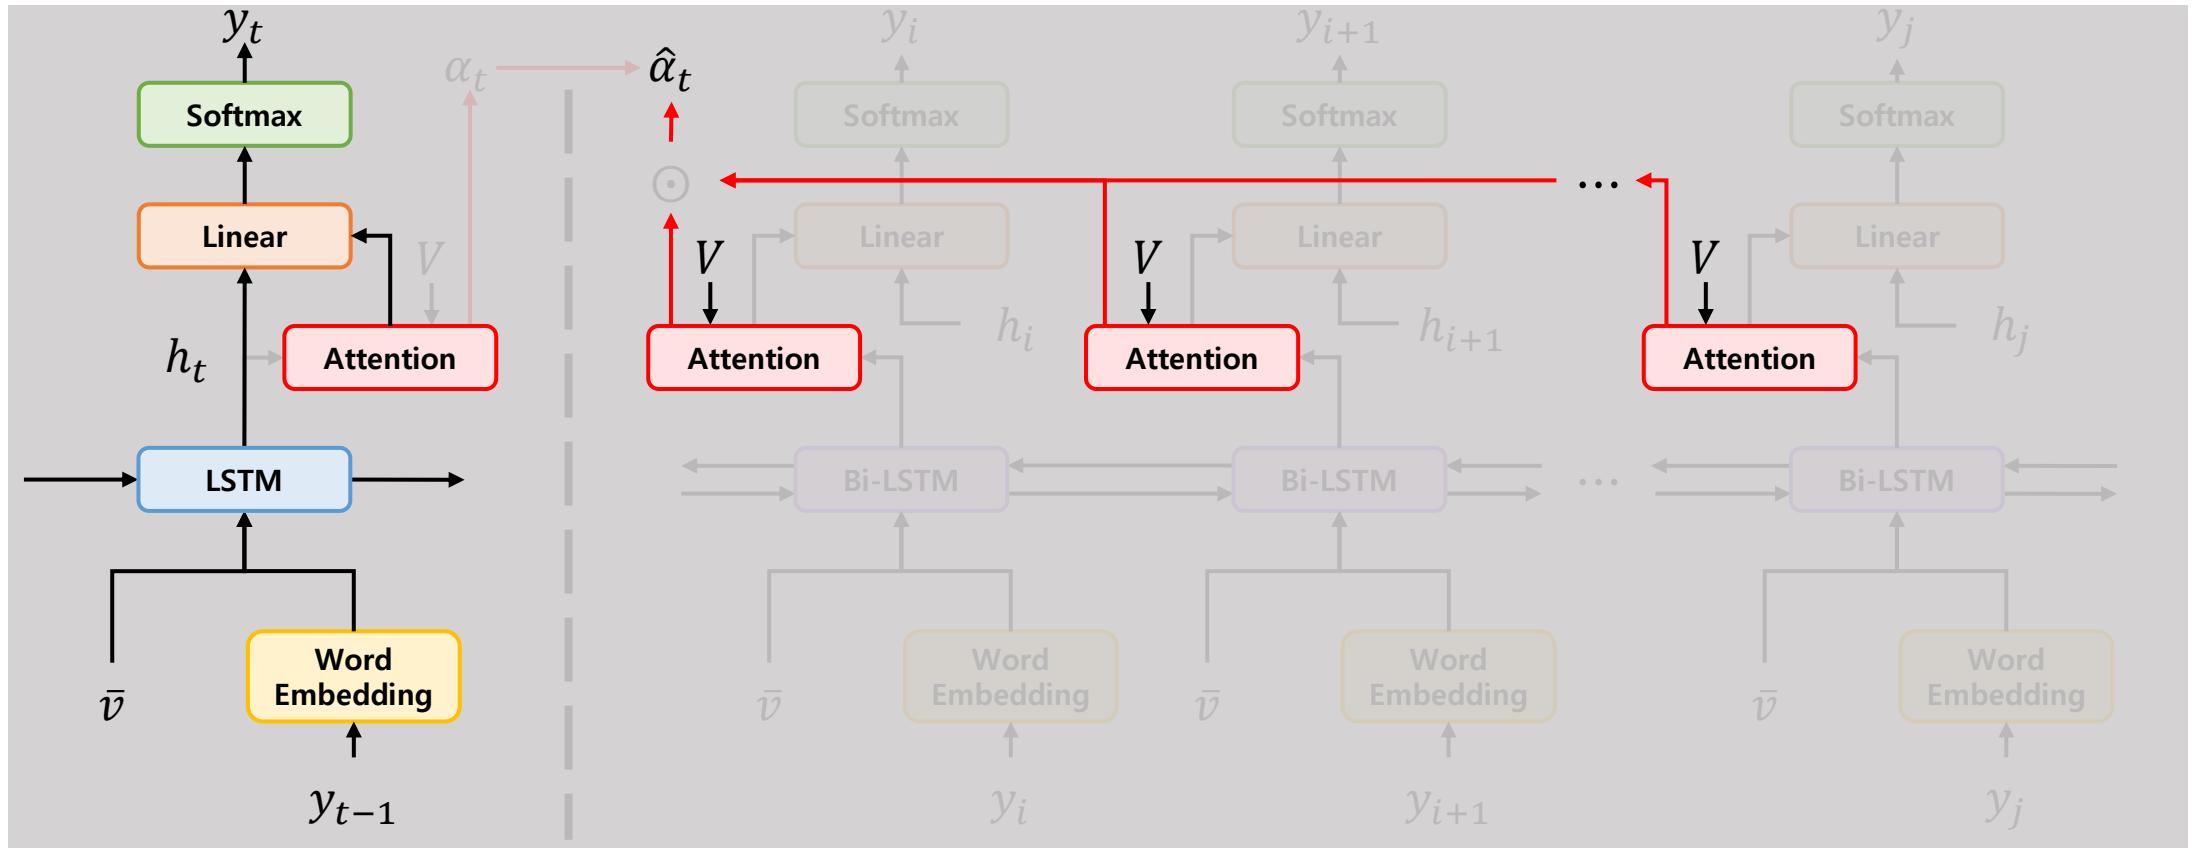 y_t
α_t
α̂_t
y_i
y_{i+1}
y_j
Softmax
Softmax
Softmax
Softmax
⊙
...
Linear
V
V
Linear
V
Linear
V
Linear
h_t
Attention
Attention
h_i
Attention
h_{i+1}
Attention
h_j
LSTM
Bi-LSTM
Bi-LSTM
...
Bi-LSTM
v̄
Word
Embedding
v̄
Word
Embedding
v̄
Word
Embedding
v̄
Word
Embedding
y_{t-1}
y_i
y_{i+1}
y_j